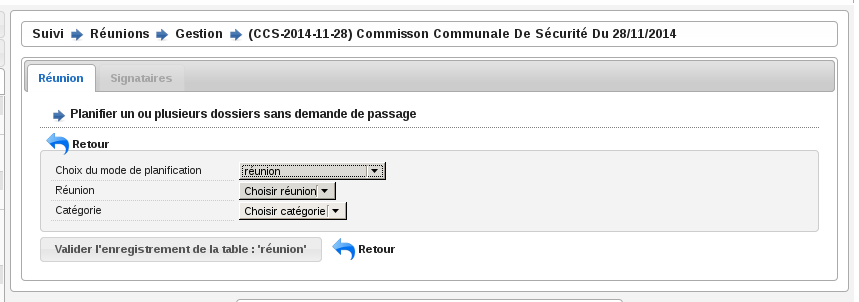 Suivi Réunions Gestion (CCS-2014-11-28) Commisson Communale De Sécurité Du 28/11/2014
Réunion Signataires
Planifier un ou plusieurs dossiers sans demande de passage
Retour
Choix du mode de planification réunion
Réunion Choisir réunion
Catégorie Choisir catégorie
Valider l'enregistrement de la table : 'réunion' Retour